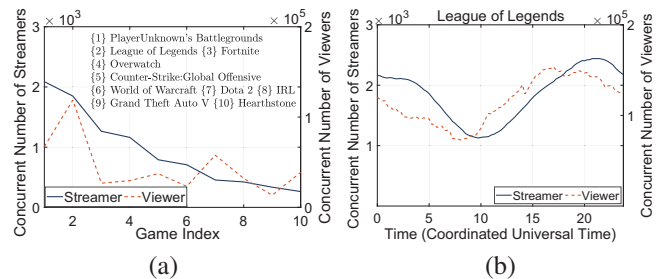 3 × 10³
2 × 10⁵
{1} PlayerUnknown's Battlegrounds
{2} League of Legends {3} Fortnite
{4} Overwatch
{5} Counter-Strike:Global Offensive
{6} World of Warcraft {7} Dota 2 {8} IRL
{9} Grand Theft Auto V {10} Hearthstone
Concurrent Number of Streamers
3
2
1
0
Concurrent Number of Viewers
2
1
0
Streamer
Viewer
2 4 6 8 10
Game Index
(a)
League of Legends
3 × 10³
2 × 10⁵
Concurrent Number of Streamers
2
1
Concurrent Number of Viewers
1
0
Streamer
Viewer
0 5 10 15 20
Time (Coordinated Universal Time)
(b)